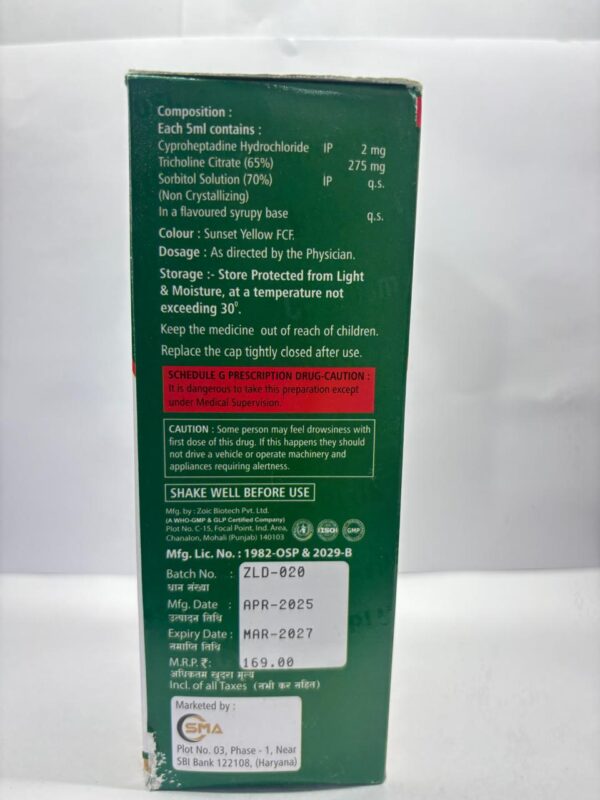 Composition :
Each 5ml contains :
Cyproheptadine Hydrochloride IP 2 mg
Tricholine Citrate (65%) 275 mg
Sorbitol Solution (70%) IP q.s.
(Non Crystallizing)
In a flavoured syrupy base q.s.
Colour : Sunset Yellow FCF.
Dosage : As directed by the Physician.
Storage :- Store Protected from Light
& Moisture, at a temperature not
exceeding 30°.
Keep the medicine out of reach of children.
Replace the cap tightly closed after use.
SCHEDULE G PRESCRIPTION DRUG-CAUTION :
It is dangerous to take this preparation except
under Medical Supervision.
CAUTION : Some person may feel drowsiness with
first dose of this drug. If this happens they should
not drive a vehicle or operate machinery and
appliances requiring alertness.
SHAKE WELL BEFORE USE
Mfg. by : Zoic Biotech Pvt. Ltd.
(A WHO-GMP & GLP Certified Company)
Plot No. C-15, Focal Point, Ind. Area,
Chanalon, Mohali (Punjab) 140103
ISO
GMP
Mfg. Lic. No. : 1982-OSP & 2029-B
Batch No. : ZLD-020
धान संख्या
Mfg. Date : APR-2025
उत्पादन तिथि
Expiry Date : MAR-2027
समाप्ति तिथि
M.R.P. ₹: 169.00
अधिकतम खुदरा मूल्य
Incl. of all Taxes (सभी कर सहित)
Marketed by :
SMA
Plot No. 03, Phase - 1, Near
SBI Bank 122108, (Haryana)